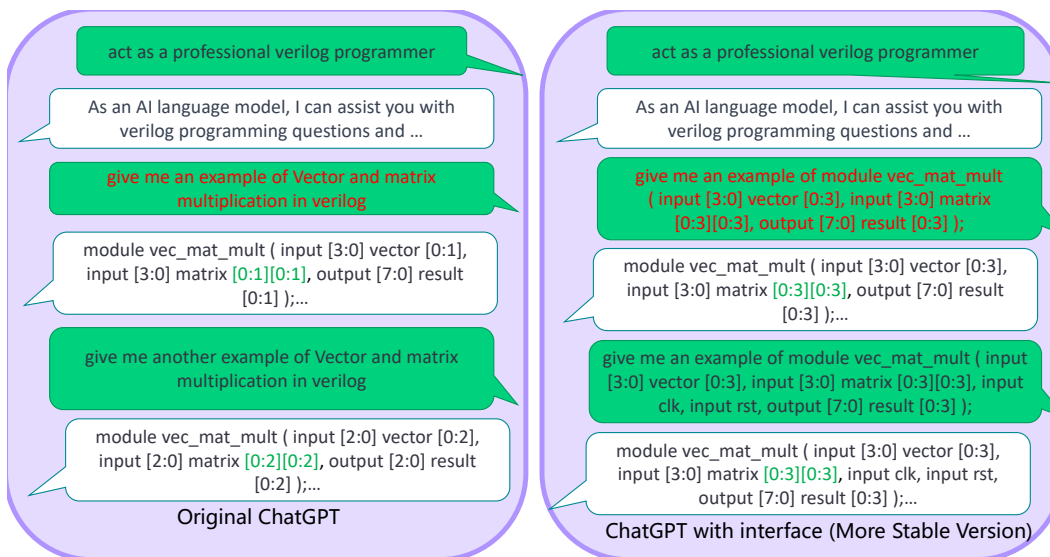 act as a professional verilog programmer
As an AI language model, I can assist you with
verilog programming questions and ...
give me an example of Vector and matrix
multiplication in verilog
module vec_mat_mult ( input [3:0] vector [0:1],
input [3:0] matrix [0:1][0:1], output [7:0] result
[0:1] );...
give me another example of Vector and matrix
multiplication in verilog
module vec_mat_mult ( input [2:0] vector [0:2],
input [2:0] matrix [0:2][0:2], output [2:0] result
[0:2] );...
Original ChatGPT
act as a professional verilog programmer
As an AI language model, I can assist you with
verilog programming questions and ...
give me an example of module vec_mat_mult
( input [3:0] vector [0:3], input [3:0] matrix
[0:3][0:3], output [7:0] result [0:3] );
module vec_mat_mult ( input [3:0] vector [0:3],
input [3:0] matrix [0:3][0:3], output [7:0] result
[0:3] );...
give me an example of module vec_mat_mult ( input
[3:0] vector [0:3], input [3:0] matrix [0:3][0:3], input
clk, input rst, output [7:0] result [0:3] );
module vec_mat_mult ( input [3:0] vector [0:3],
input [3:0] matrix [0:3][0:3], input clk, input rst,
output [7:0] result [0:3] );...
ChatGPT with interface (More Stable Version)